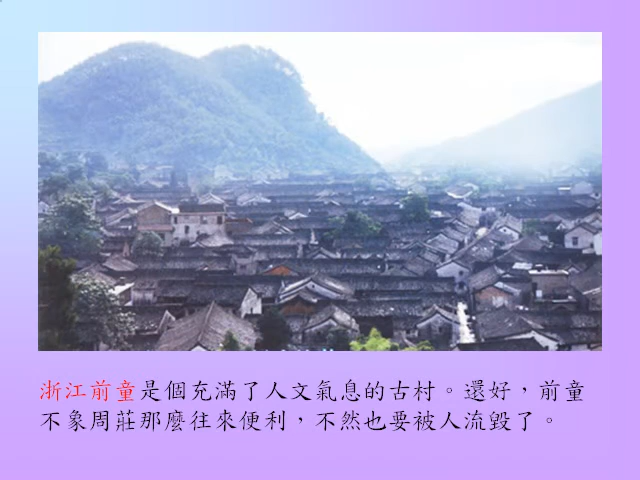 浙江前童是個充滿了人文氣息的古村。還好，前童
不象周莊那麼往來便利，不然也要被人流毀了。